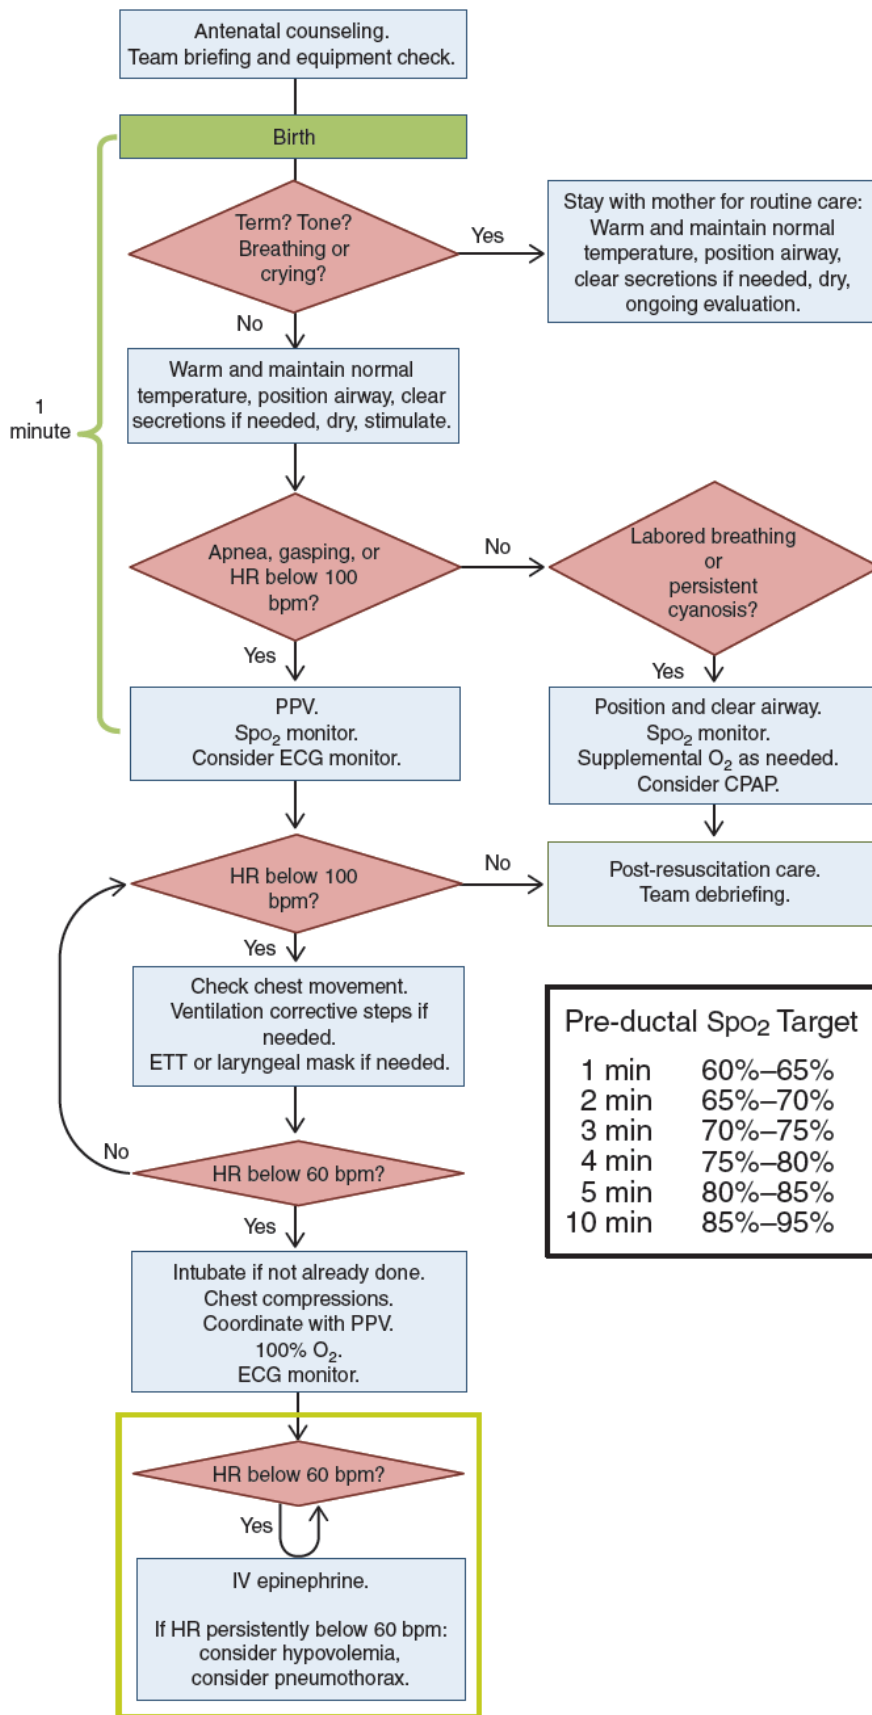 Antenatal counseling.
Team briefing and equipment check.
Birth
Term? Tone?
Breathing or
crying?
Yes
Stay with mother for routine care:
Warm and maintain normal
temperature, position airway,
clear secretions if needed, dry,
ongoing evaluation.
No
Warm and maintain normal
temperature, position airway, clear
secretions if needed, dry, stimulate.
1
minute
Apnea, gasping, or
HR below 100
bpm?
No
Labored breathing
or
persistent
cyanosis?
Yes
Yes
PPV.
SpO₂ monitor.
Consider ECG monitor.
Position and clear airway.
SpO₂ monitor.
Supplemental O₂ as needed.
Consider CPAP.
HR below 100
bpm?
No
Post-resuscitation care.
Team debriefing.
Yes
Check chest movement.
Ventilation corrective steps if
needed.
ETT or laryngeal mask if needed.
No
HR below 60 bpm?
Yes
Pre-ductal SpO₂ Target
1 min 60%–65%
2 min 65%–70%
3 min 70%–75%
4 min 75%–80%
5 min 80%–85%
10 min 85%–95%
Intubate if not already done.
Chest compressions.
Coordinate with PPV.
100% O₂.
ECG monitor.
HR below 60 bpm?
Yes
IV epinephrine.
If HR persistently below 60 bpm:
consider hypovolemia,
consider pneumothorax.